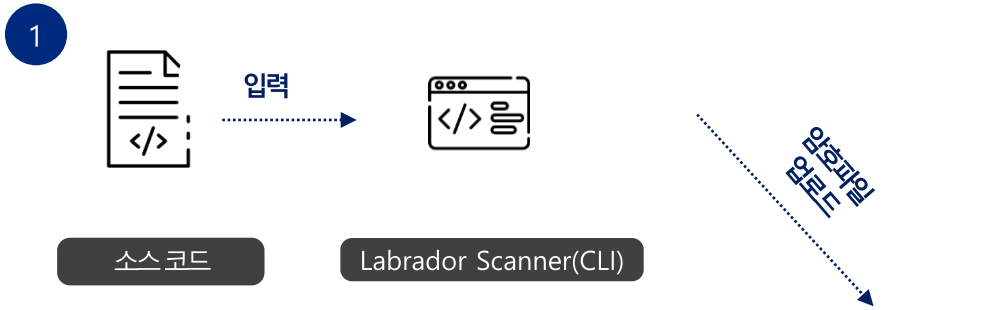 1
입력
</>
</>
암호파일
업로드
소스 코드
Labrador Scanner(CLI)